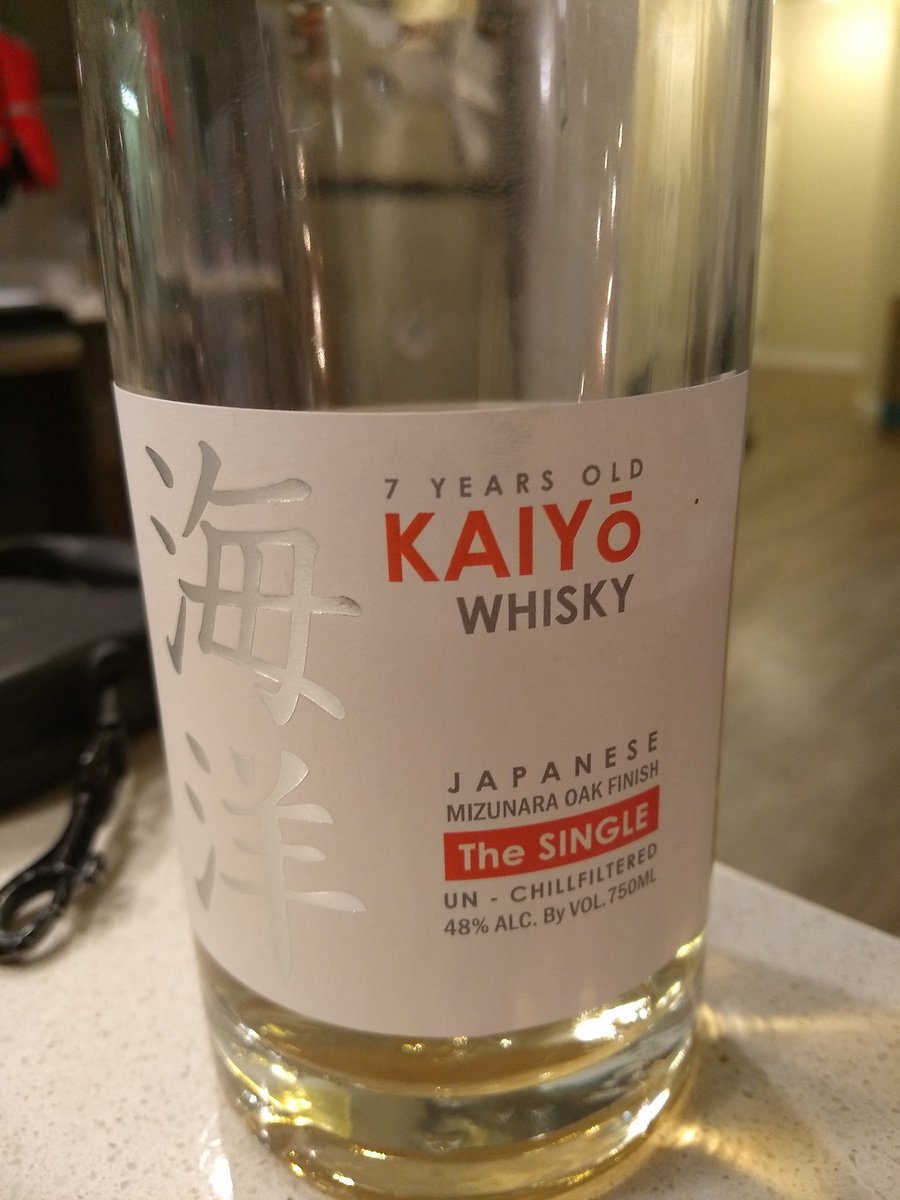 海洋
7 YEARS OLD
KAIYō
WHISKY
JAPANESE
MIZUNARA OAK FINISH
The SINGLE
UN - CHILLFILTERED
48% ALC. By VOL. 750ML